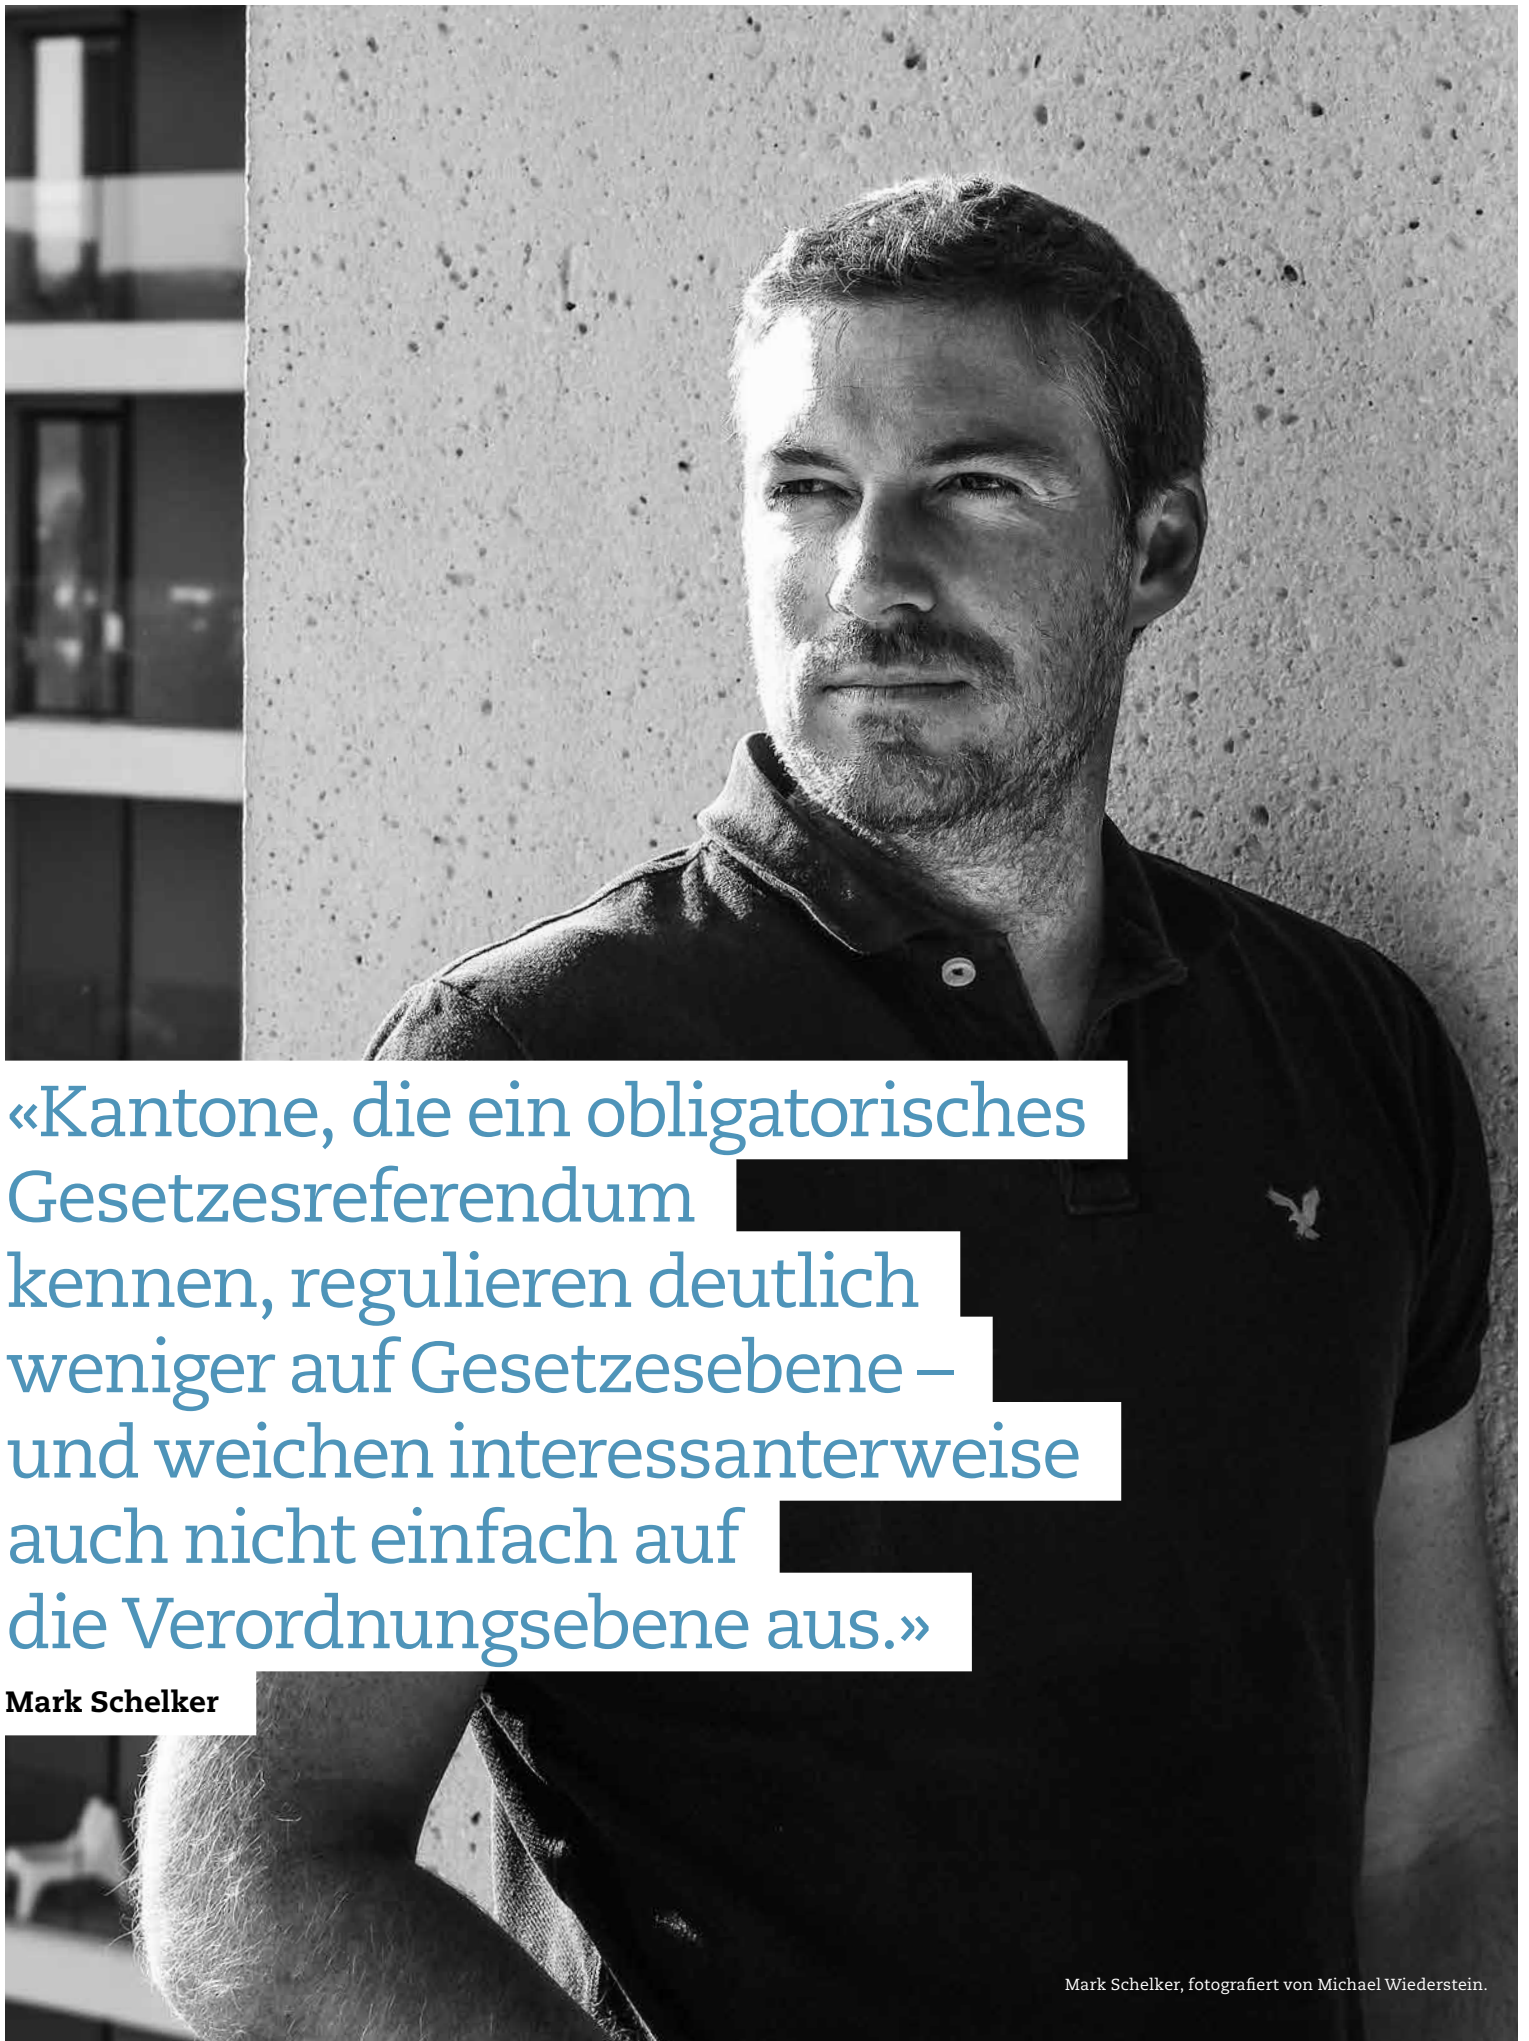 «Kantone, die ein obligatorisches
Gesetzesreferendum
kennen, regulieren deutlich
weniger auf Gesetzesebene –
und weichen interessanterweise
auch nicht einfach auf
die Verordnungsebene aus.»
Mark Schelker
Mark Schelker, fotografiert von Michael Wiederstein.